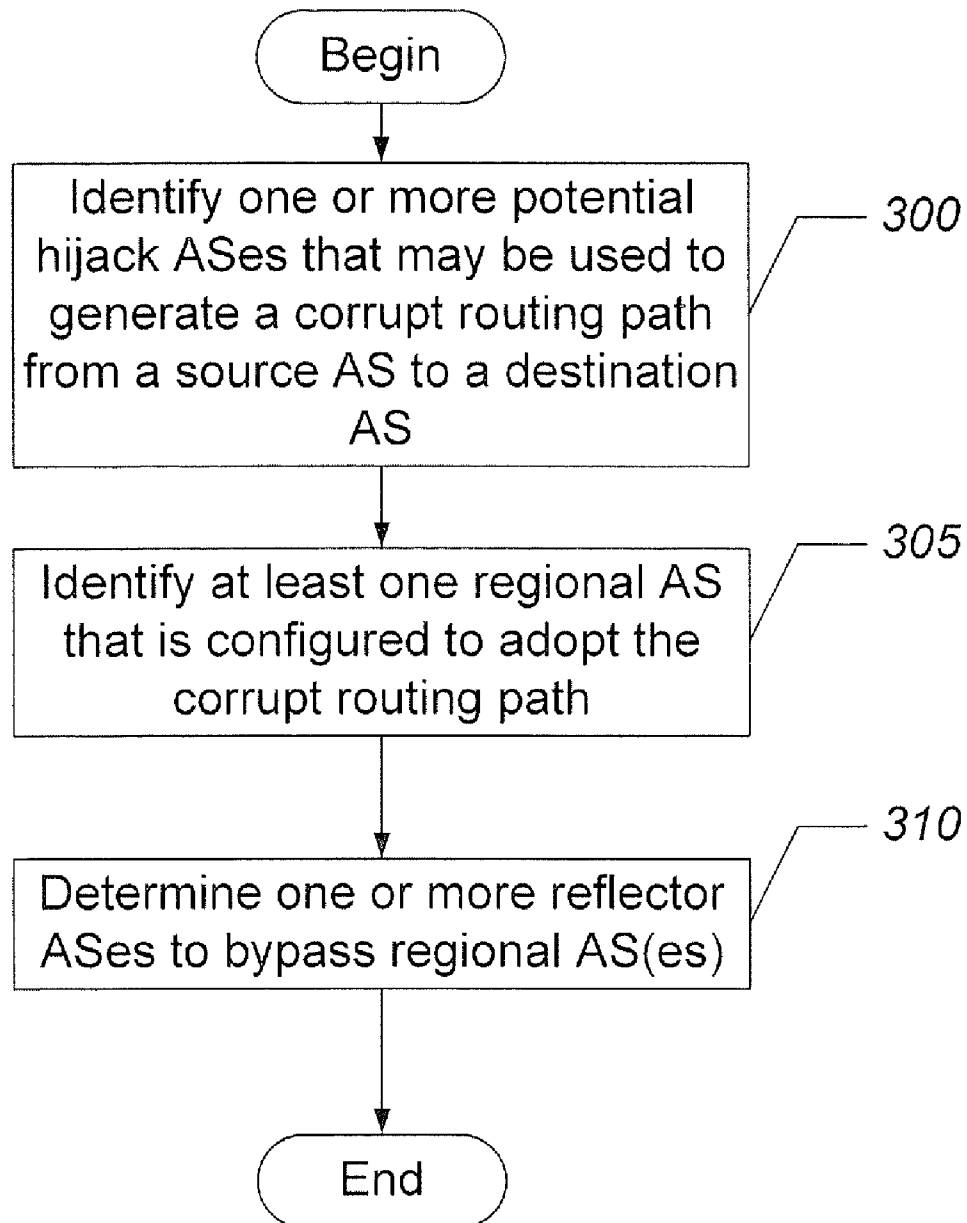 Begin
Identify one or more potential
hijack ASes that may be used to
generate a corrupt routing path
from a source AS to a destination
AS
300
Identify at least one regional AS
that is configured to adopt the
corrupt routing path
305
Determine one or more reflector
ASes to bypass regional AS(es)
310
End